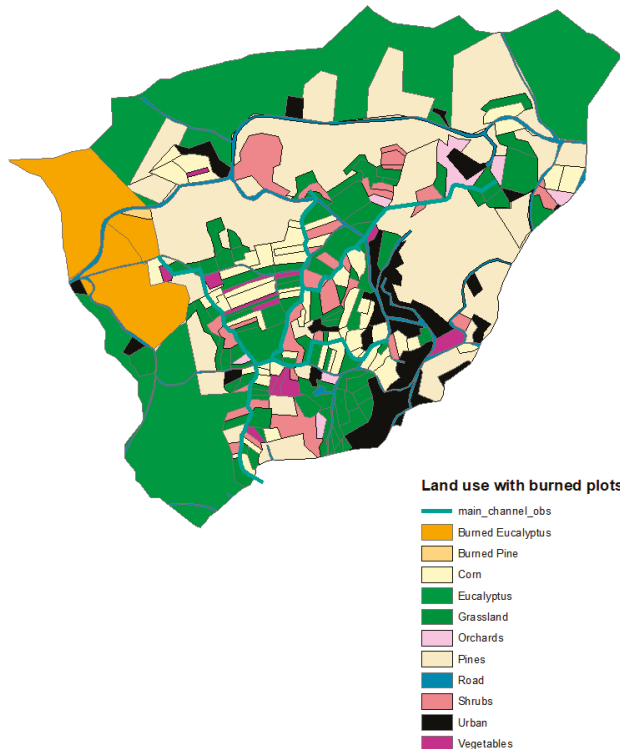 Land use with burned plots
main_channel_obs
Burned Eucalyptus
Burned Pine
Corn
Eucalyptus
Grassland
Orchards
Pines
Road
Shrubs
Urban
Vegetables